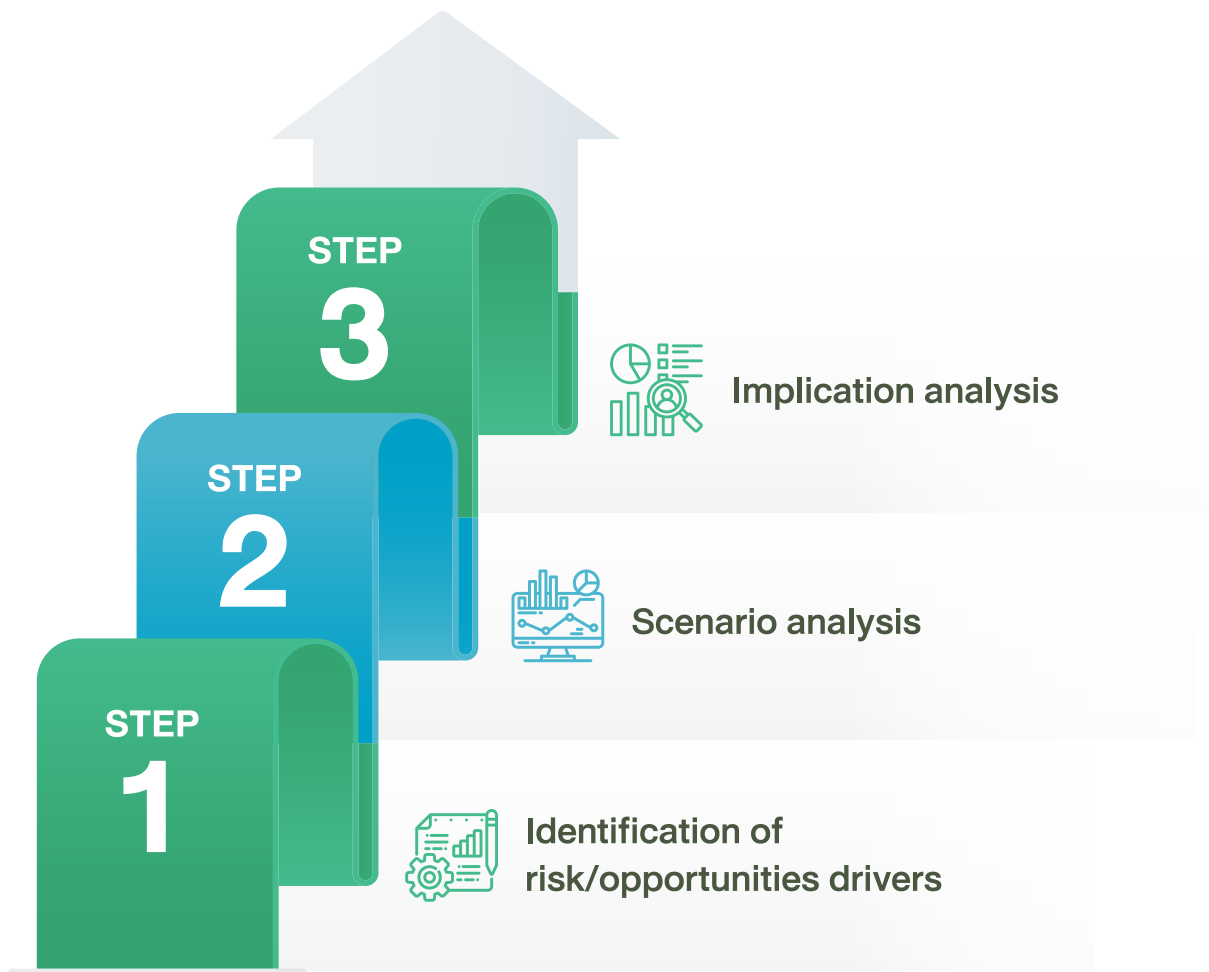 STEP
3
Implication analysis
STEP
2
Scenario analysis
STEP
1
Identification of
risk/opportunities drivers